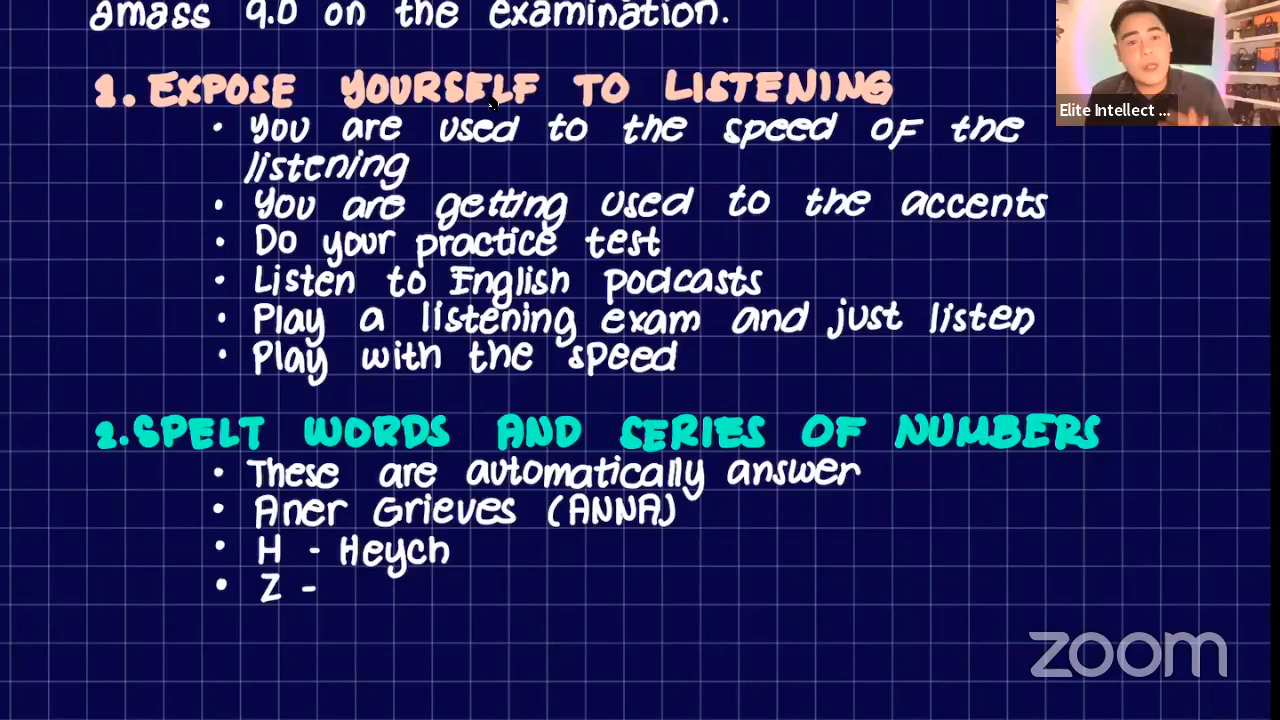 amass 9.0 on the examination.
1. EXPOSE YOURSELF TO LISTENING
• You are used to the speed of the
listening
• You are getting used to the accents
• Do your practice test
• Listen to English podcasts
• Play a listening exam and just listen
• Play with the speed
2. SPELT WORDS AND SERIES OF NUMBERS
• These are automatically answer
• Aner Grieves (ANNA)
• H - Heych
• Z -
Elite Intellect ...
zoom